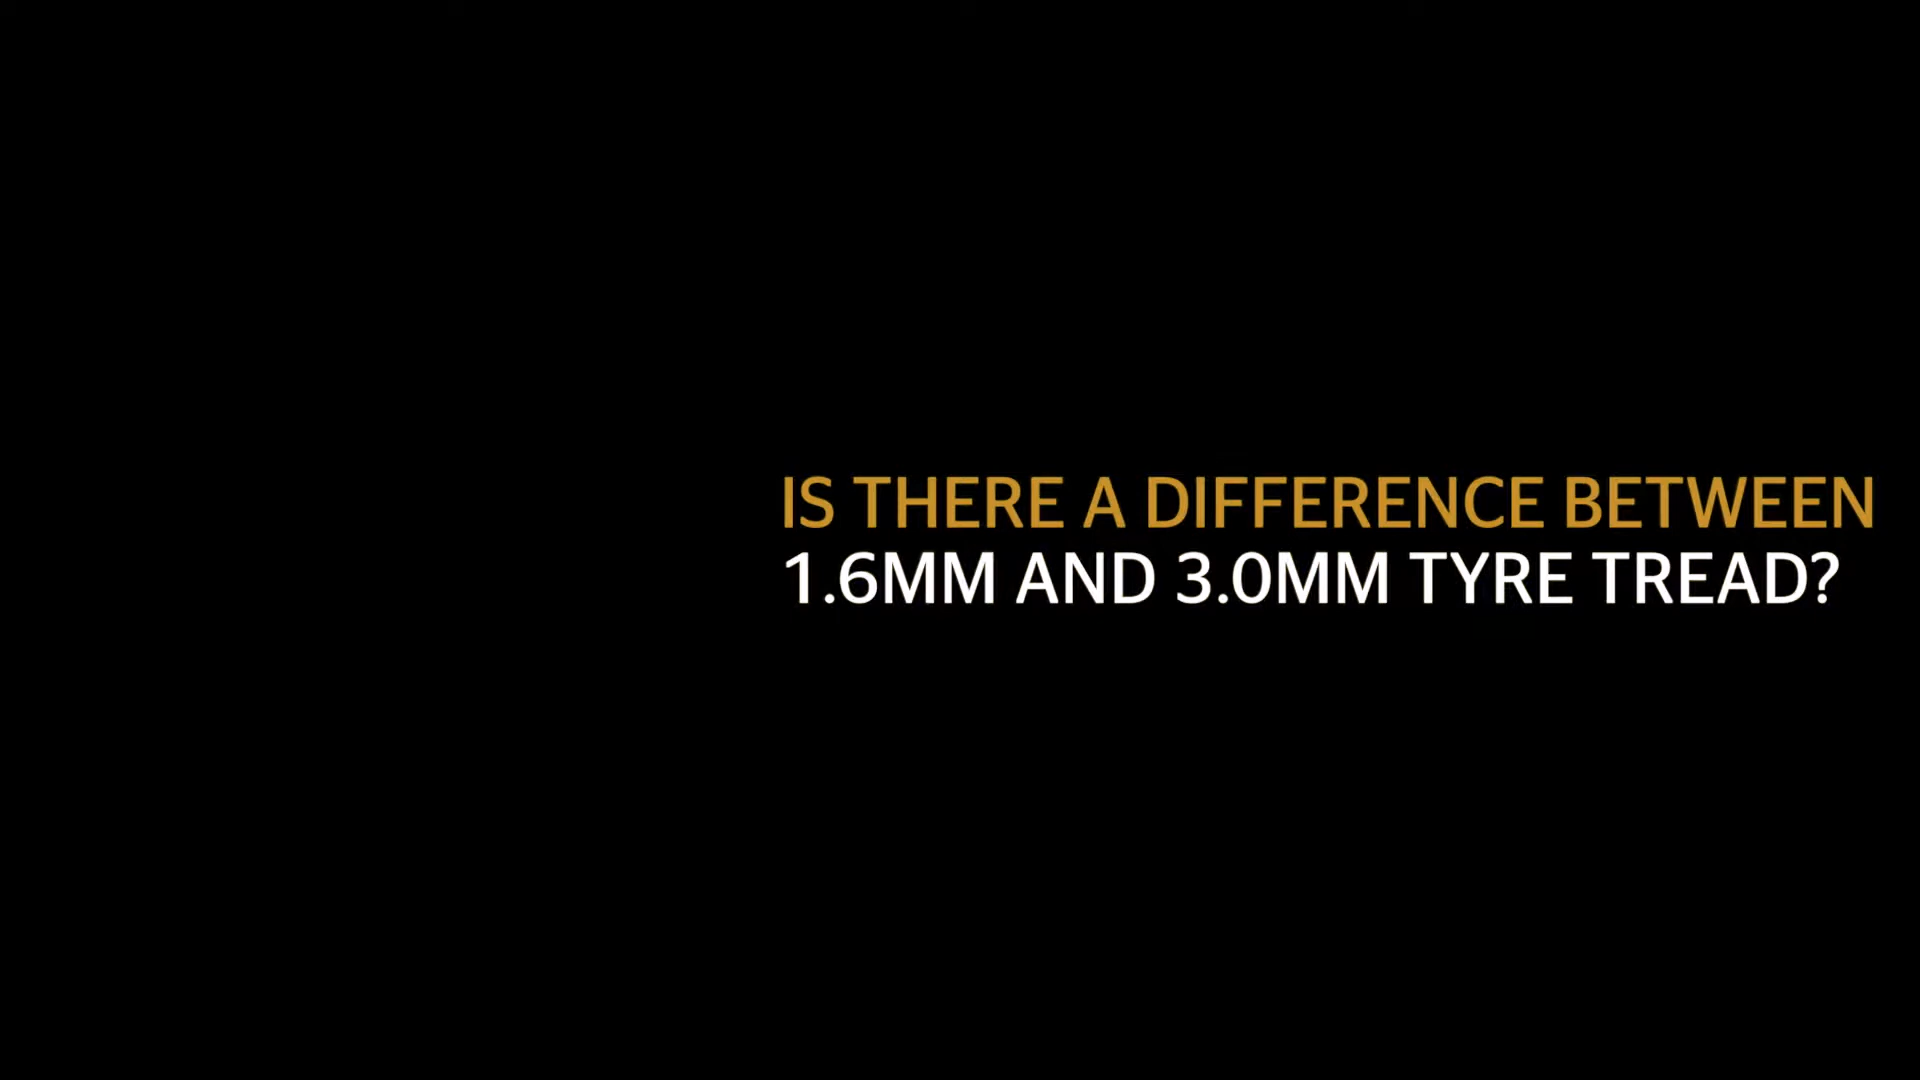 IS THERE A DIFFERENCE BETWEEN
1.6MM AND 3.0MM TYRE TREAD?